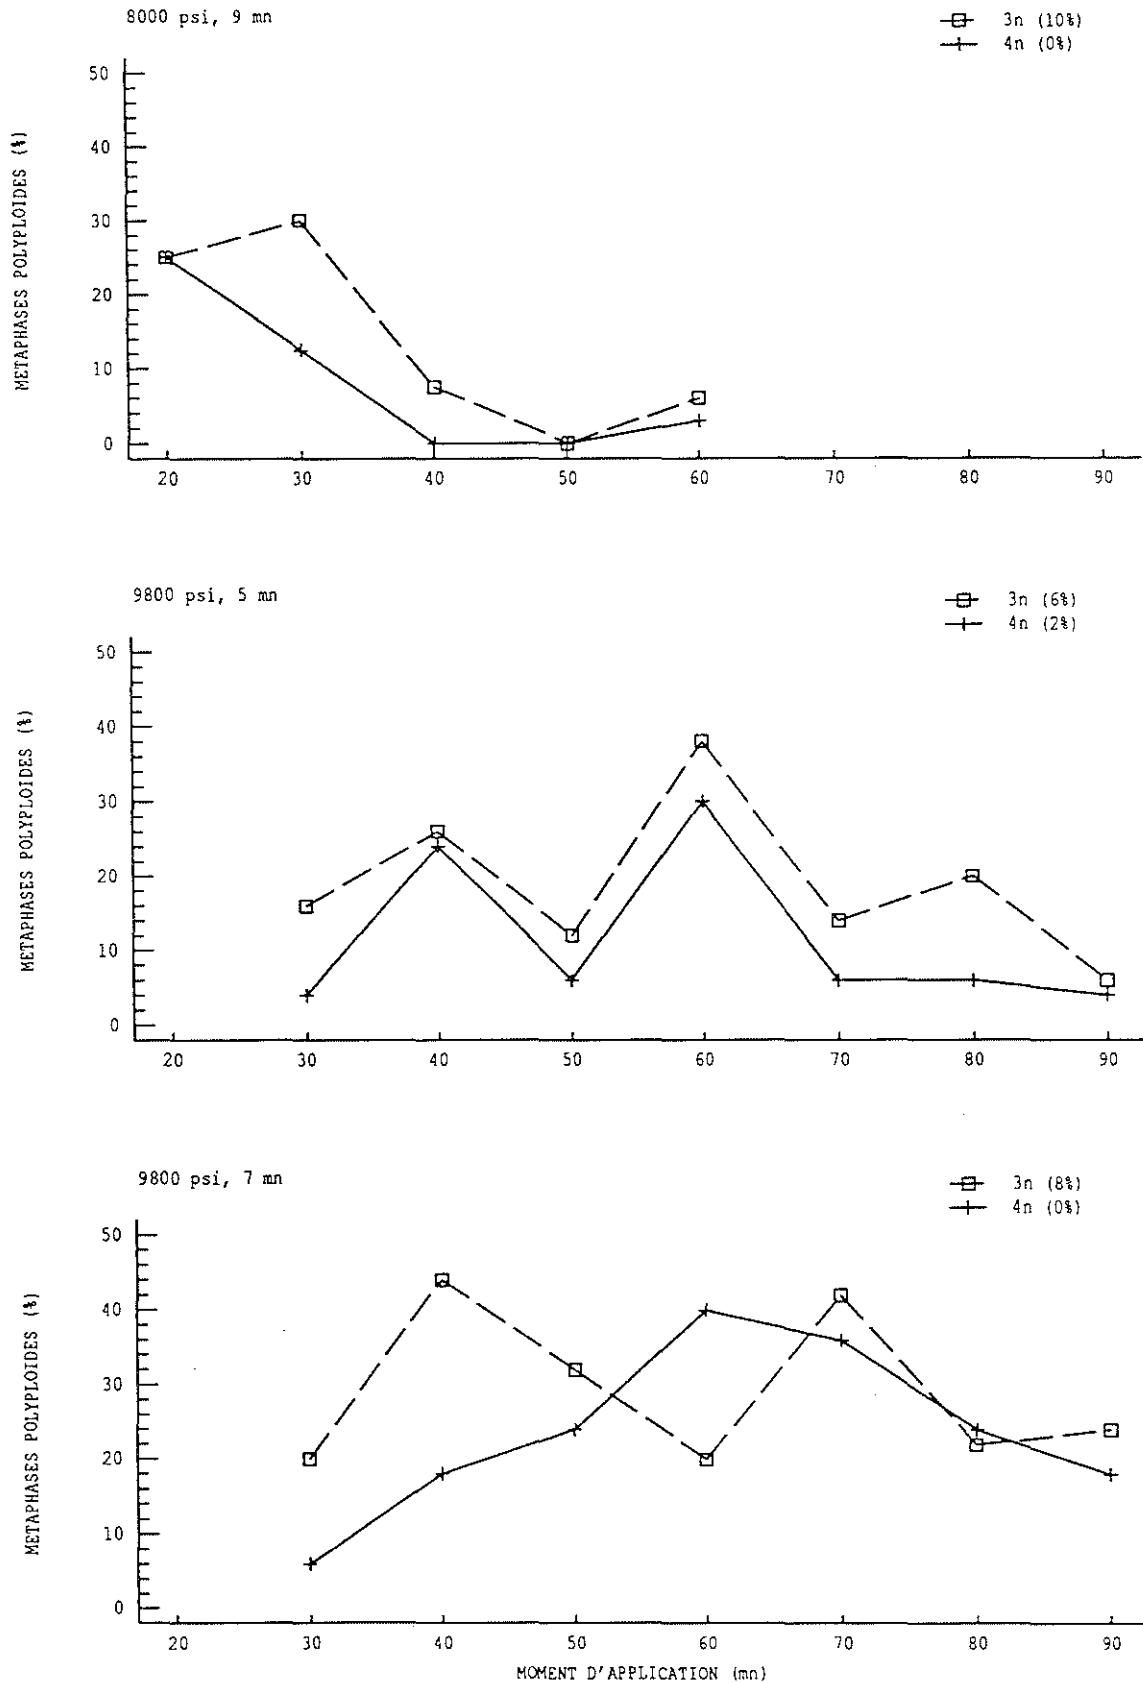 8000 psi, 9 mn
3n (10%)
4n (0%)
METAPHASES POLYPLOIDES (%)
50
40
30
20
10
0
20 30 40 50 60 70 80 90
9800 psi, 5 mn
3n (6%)
4n (2%)
METAPHASES POLYPLOIDES (%)
50
40
30
20
10
0
20 30 40 50 60 70 80 90
9800 psi, 7 mn
3n (8%)
4n (0%)
METAPHASES POLYPLOIDES (%)
50
40
30
20
10
0
20 30 40 50 60 70 80 90
MOMENT D'APPLICATION (mn)